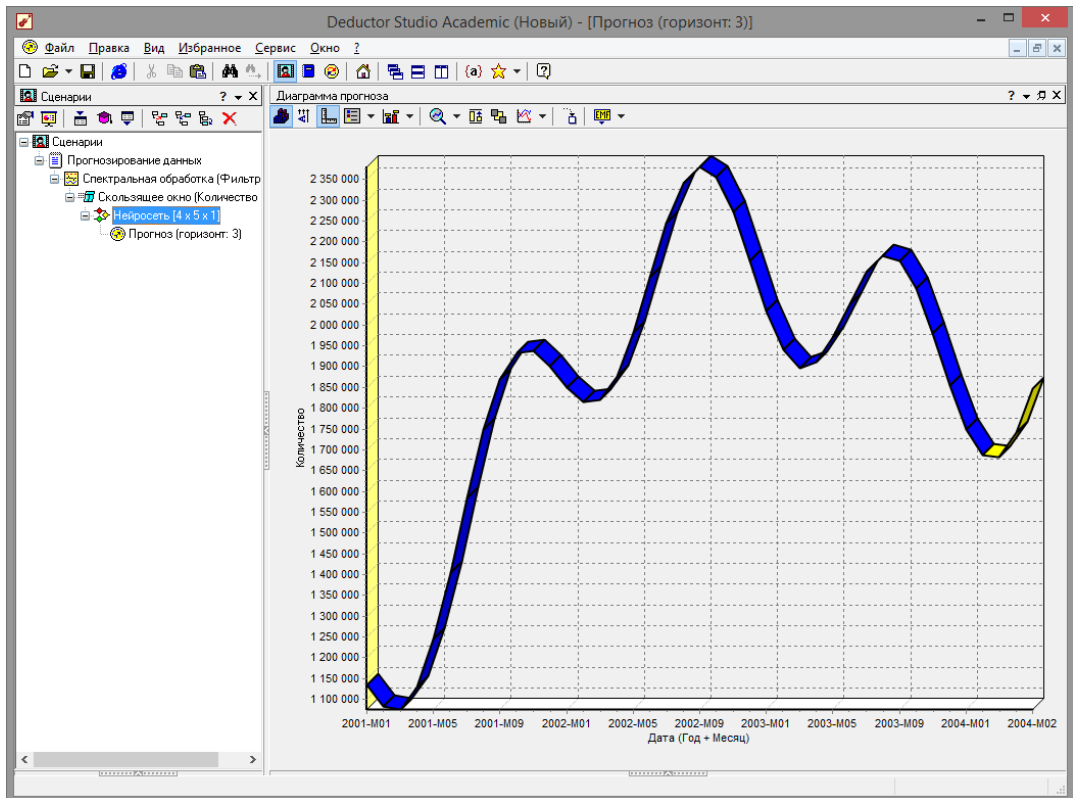 Deductor Studio Academic (Новый) - [Прогноз (горизонт: 3)]
Файл Правка Вид Избранное Сервис Окно ?
Сценарии
Диаграмма прогноза
Сценарии
Прогнозирование данных
Спектральная обработка (Фильтр
Скользящее окно (Количество
Нейросеть [4 x 5 x 1]
Прогноз (горизонт: 3)
2 350 000
2 300 000
2 250 000
2 200 000
2 150 000
2 100 000
2 050 000
2 000 000
1 950 000
1 900 000
1 850 000
1 800 000
1 750 000
1 700 000
1 650 000
1 600 000
1 550 000
1 500 000
1 450 000
1 400 000
1 350 000
1 300 000
1 250 000
1 200 000
1 150 000
1 100 000
Количество
2001-M01 2001-M05 2001-M09 2002-M01 2002-M05 2002-M09 2003-M01 2003-M05 2003-M09 2004-M01 2004-M02
Дата (Год + Месяц)